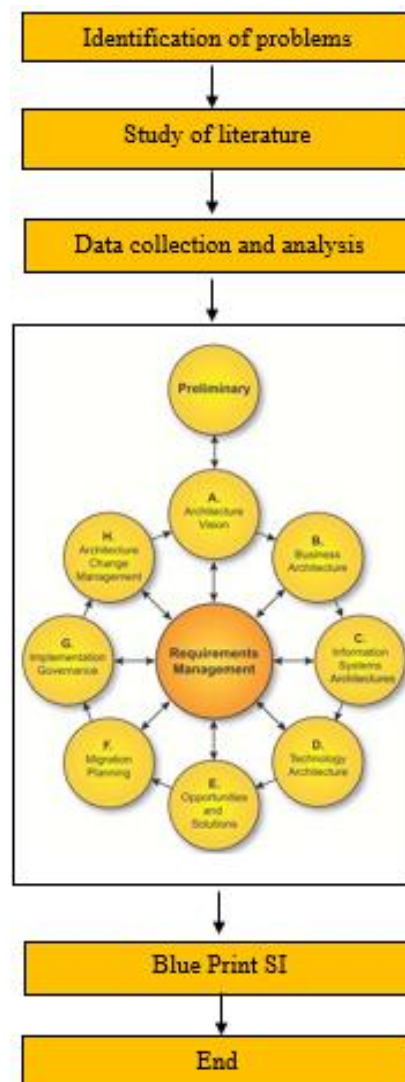 Identification of problems
Study of literature
Data collection and analysis
Preliminary
A.
Architecture
Vision
B.
Business
Architecture
C.
Information
Systems
Architectures
D.
Technology
Architecture
E.
Opportunities
and
Solutions
F.
Migration
Planning
G.
Implementation
Governance
H.
Architecture
Change
Management
Requirements
Management
Blue Print SI
End